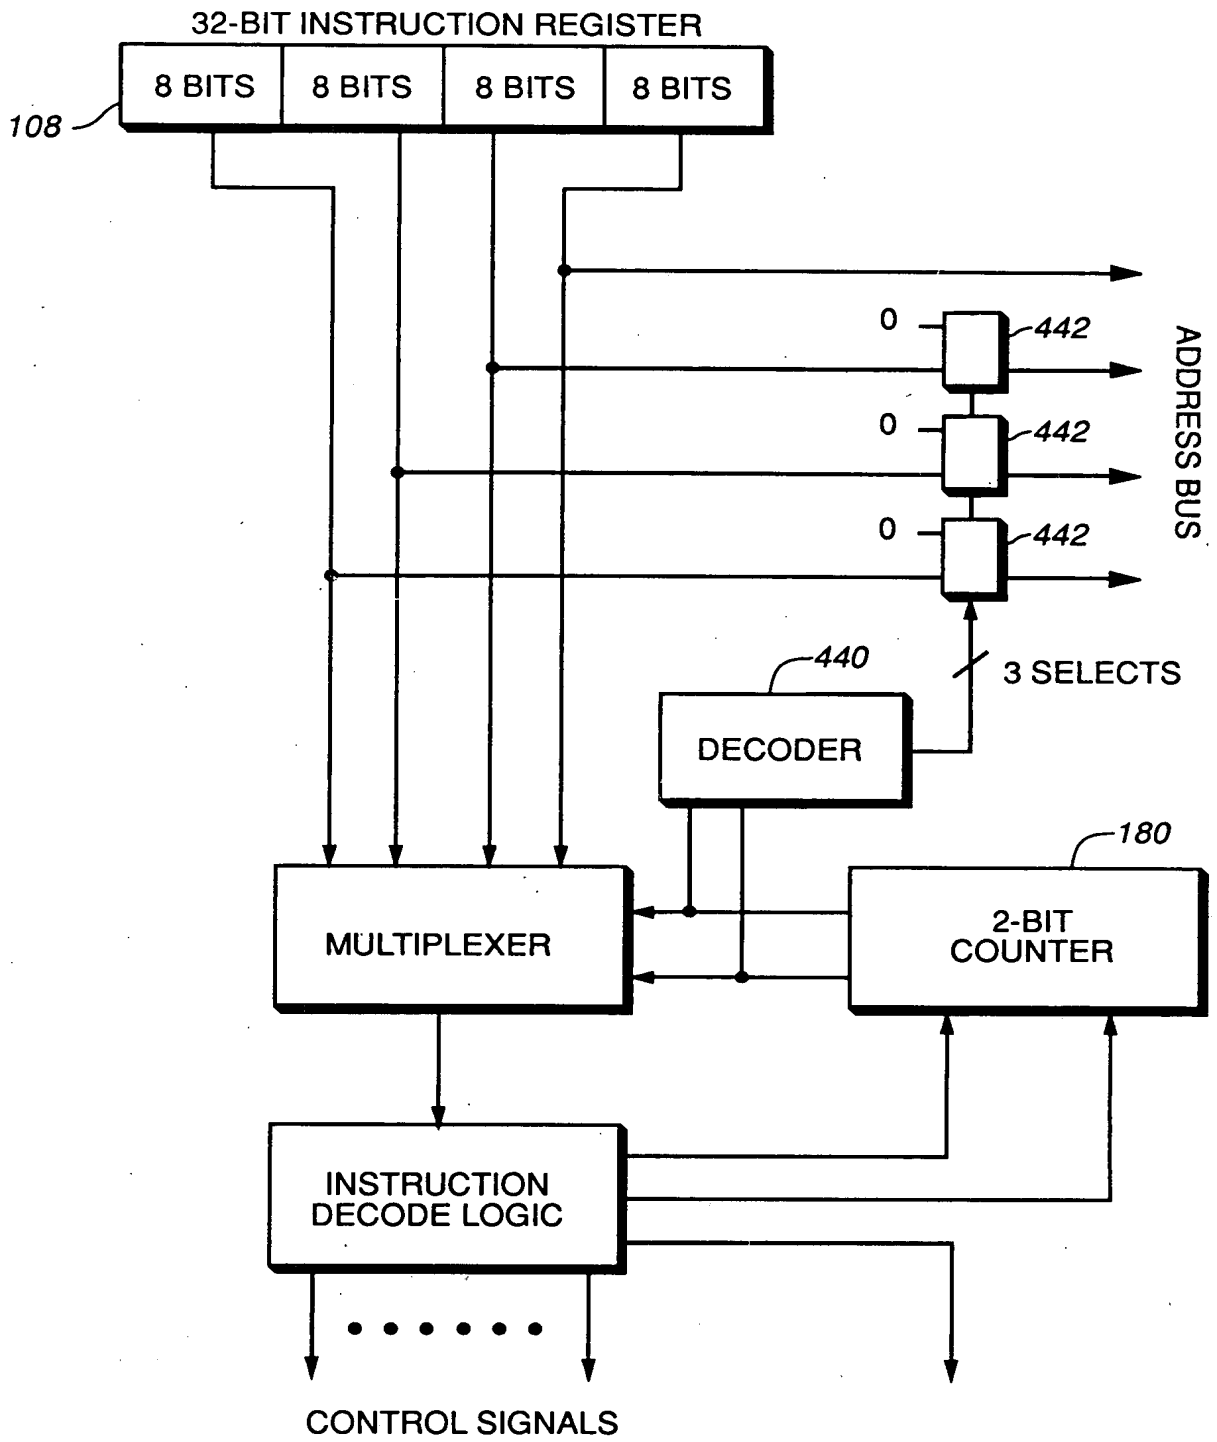 32-BIT INSTRUCTION REGISTER
8 BITS 8 BITS 8 BITS 8 BITS
108
0 442
0 442
0 442
ADDRESS BUS
3 SELECTS
440
DECODER
180
2-BIT
COUNTER
MULTIPLEXER
INSTRUCTION
DECODE LOGIC
CONTROL SIGNALS